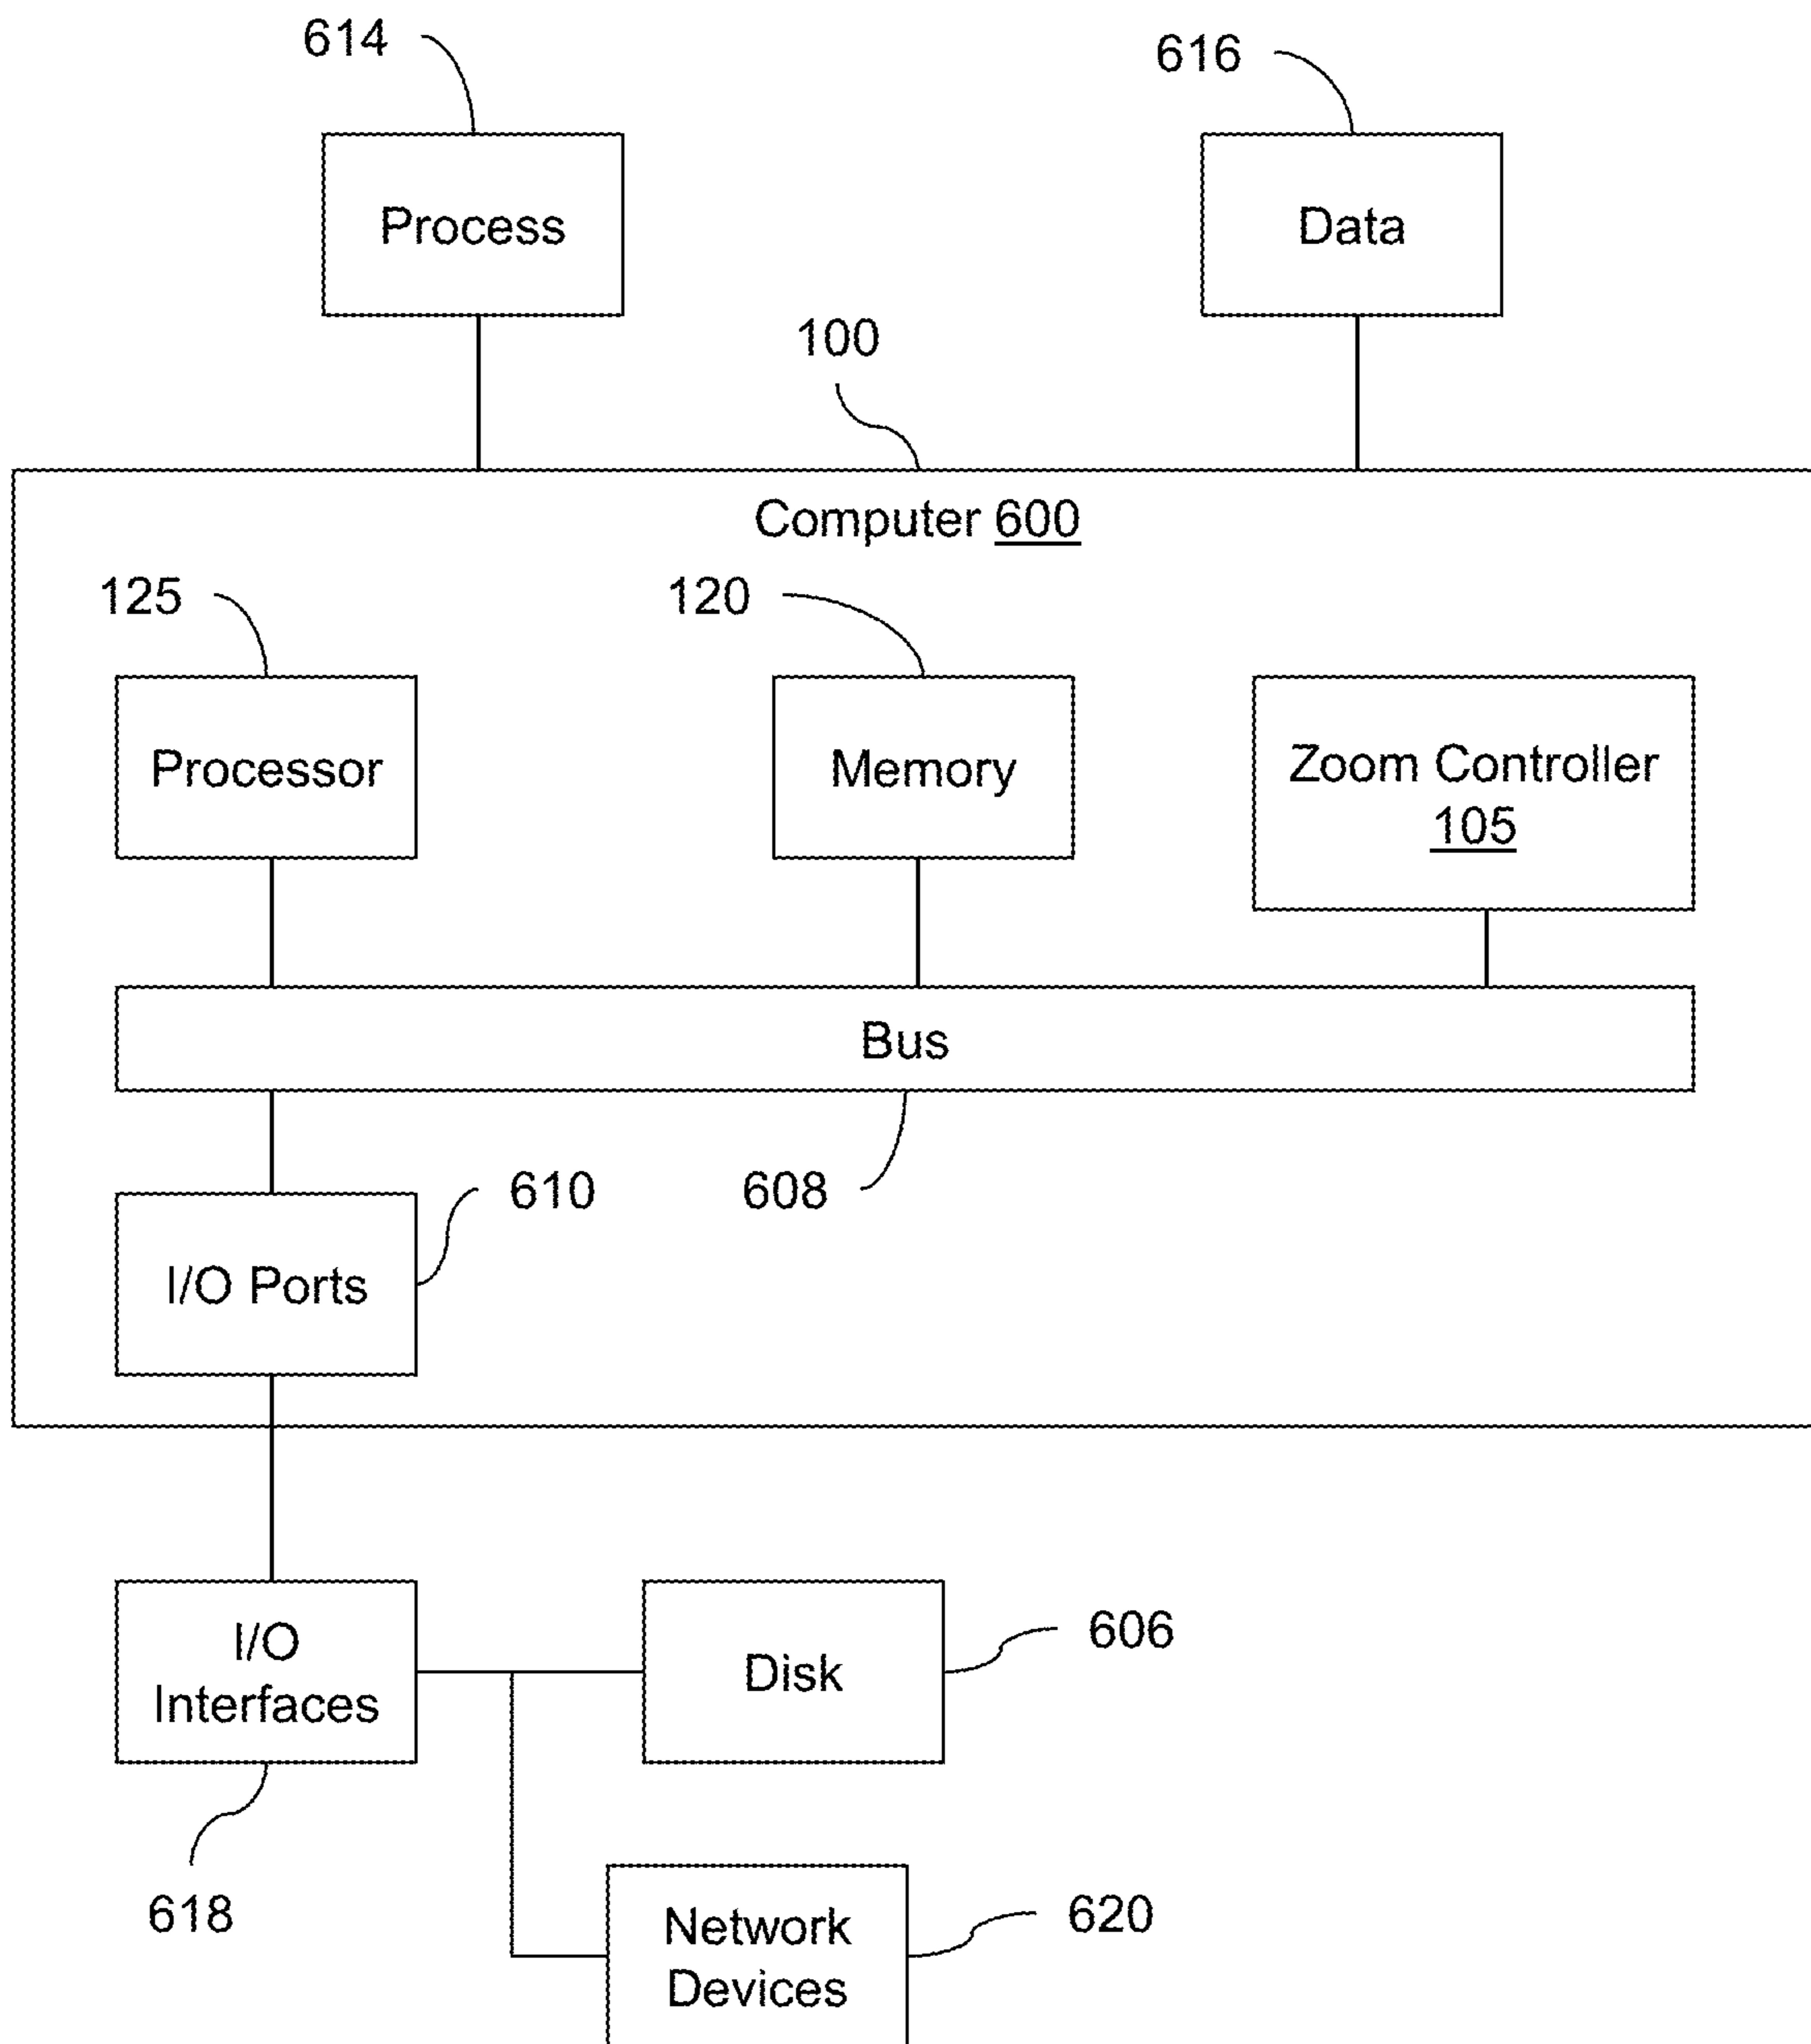 614
616
Process
Data
100
Computer 600
125
120
Processor
Memory
Zoom Controller
105
Bus
610
608
I/O Ports
I/O
Interfaces
Disk
606
618
Network
Devices
620